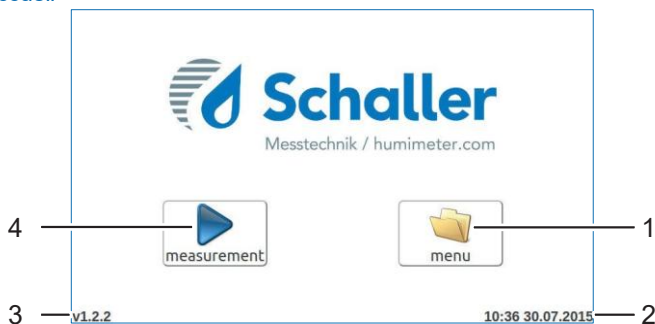 Schaller
Messtechnik / humimeter.com
4 1
measurement menu
3 v1.2.2 10:36 30.07.2015 2